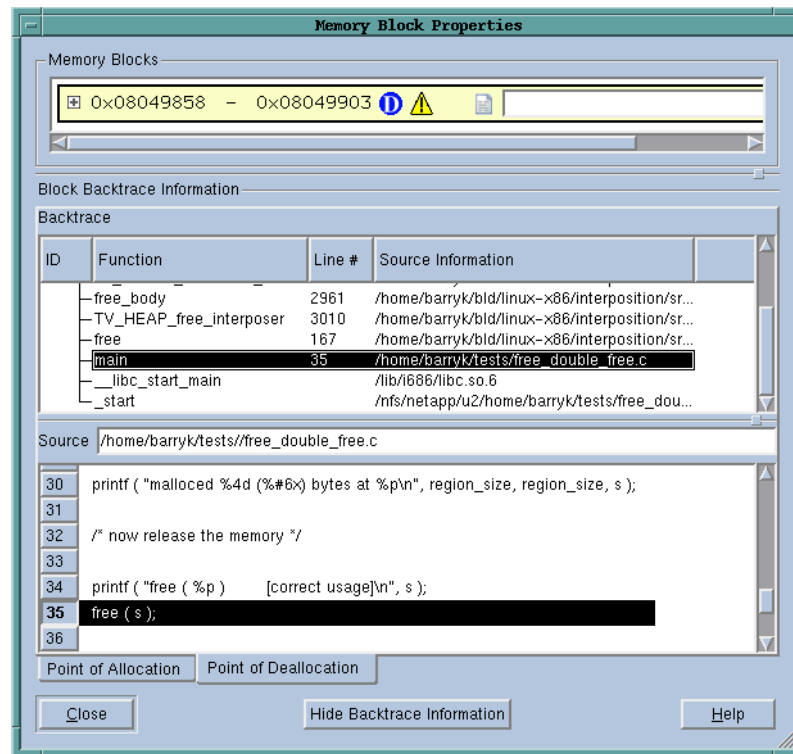 Memory Block Properties
Memory Blocks
0x08049858 - 0x08049903
Block Backtrace Information
Backtrace
ID Function Line # Source Information
free_body 2961 /home/barryk/bld/linux-x86/interposition/sr...
TV_HEAP_free_interposer 3010 /home/barryk/bld/linux-x86/interposition/sr...
free 167 /home/barryk/bld/linux-x86/interposition/sr...
main 35 /home/barryk/tests/free_double_free.c
__libc_start_main /lib/i686/libc.so.6
_start /nfs/netapp/u2/home/barryk/tests/free_dou...
Source /home/barryk/tests//free_double_free.c
30 printf ( "malloced %4d (%#6x) bytes at %p\n", region_size, region_size, s );
31
32 /* now release the memory */
33
34 printf ( "free ( %p ) [correct usage]\n", s );
35 free ( s );
36
Point of Allocation Point of Deallocation
Close Hide Backtrace Information Help